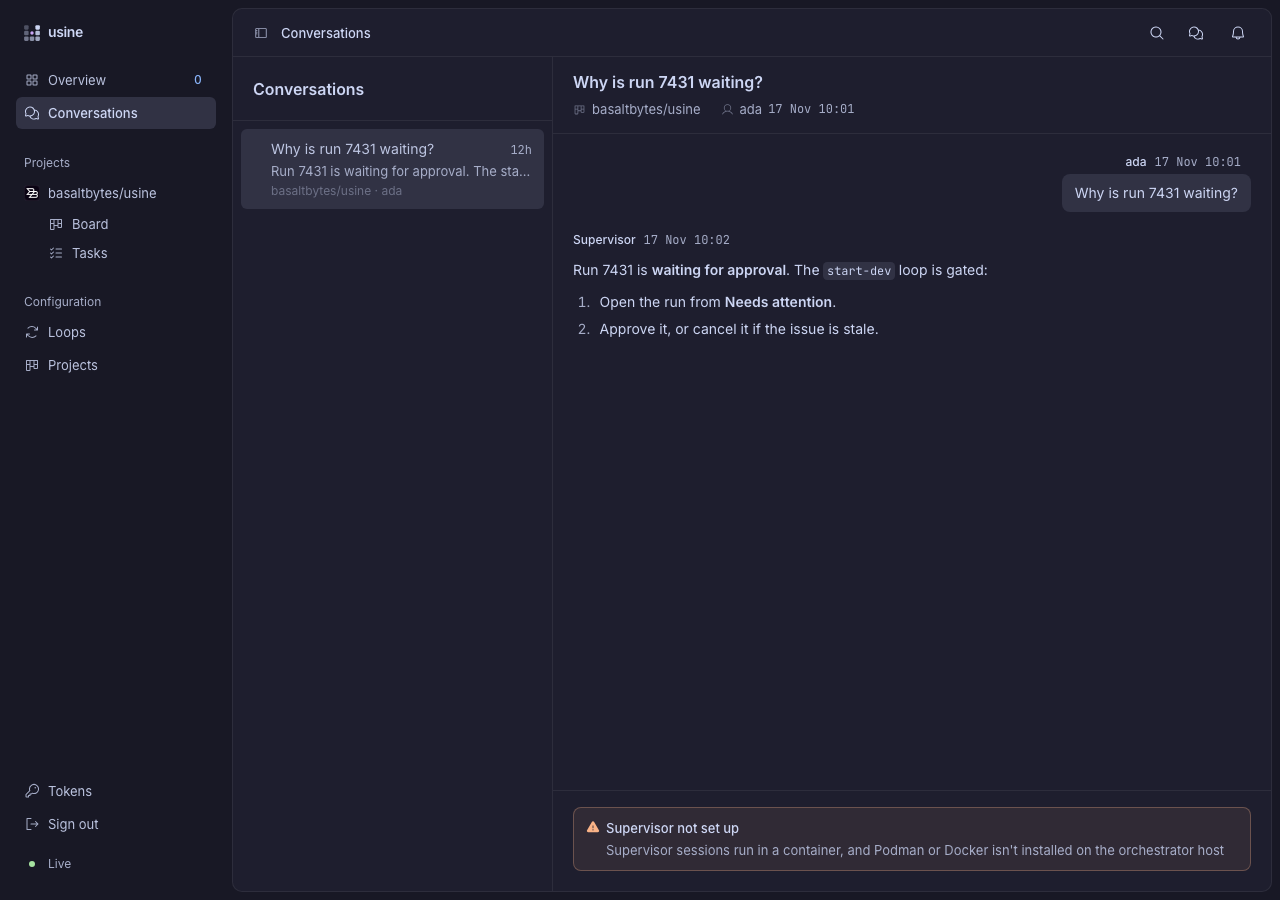 usine
Overview 0
Conversations
Projects
basaltbytes/usine
Board
Tasks
Configuration
Loops
Projects
Tokens
Sign out
Live
Conversations
Conversations
Why is run 7431 waiting? 12h
Run 7431 is waiting for approval. The sta...
basaltbytes/usine · ada
Why is run 7431 waiting?
basaltbytes/usine ada 17 Nov 10:01
ada 17 Nov 10:01
Why is run 7431 waiting?
Supervisor 17 Nov 10:02
Run 7431 is waiting for approval. The start-dev loop is gated:
1. Open the run from Needs attention.
2. Approve it, or cancel it if the issue is stale.
Supervisor not set up
Supervisor sessions run in a container, and Podman or Docker isn't installed on the orchestrator host